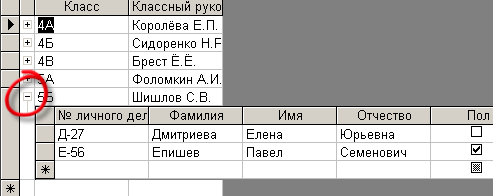 Класс Классный руко
4А Королёва Е.П.
4Б Сидоренко Н.Г
4В Брест Ё.Ё.
5А Фоломкин А.И.
5Б Шишлов С.В.
№ личного дел Фамилия Имя Отчество Пол
Д-27 Дмитриева Елена Юрьевна
Е-56 Епишев Павел Семенович